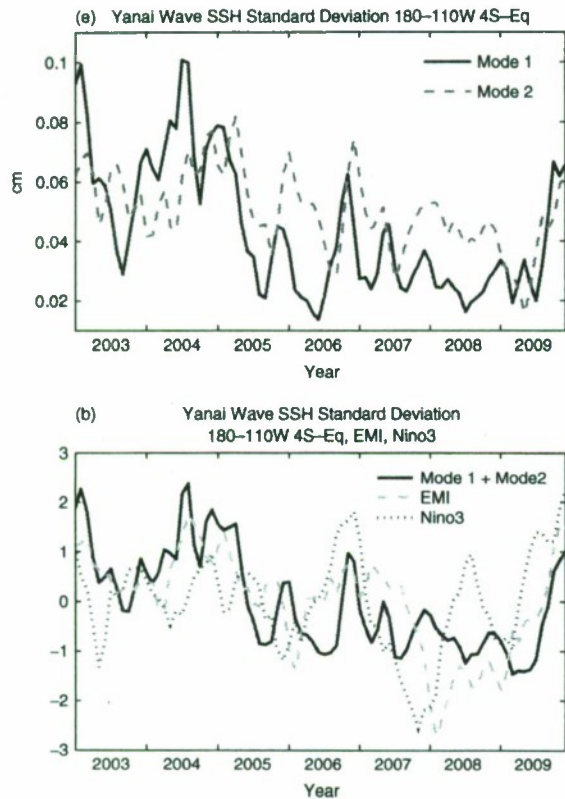 (e) Yanai Wave SSH Standard Deviation 180–110W 4S–Eq
0.1
0.08
0.06
0.04
0.02
cm
Mode 1
Mode 2
2003 2004 2005 2006 2007 2008 2009
Year
(b) Yanai Wave SSH Standard Deviation
180–110W 4S–Eq, EMI, Nino3
3
2
1
0
−1
−2
−3
Mode 1 + Mode2
EMI
Nino3
2003 2004 2005 2006 2007 2008 2009
Year